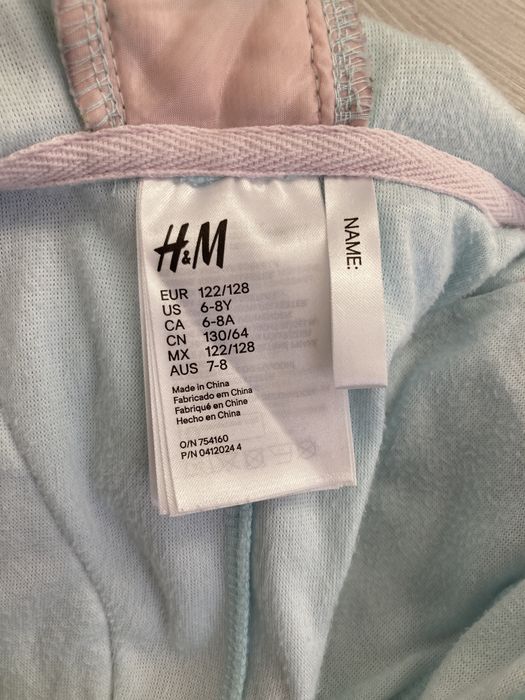 H&M
EUR 122/128
US 6-8Y
CA 6-8A
CN 130/64
MX 122/128
AUS 7-8
Made in China
Fabricado em China
Fabriqué en Chine
Hecho en China
O/N 754160
P/N 0412024 4
NAME: